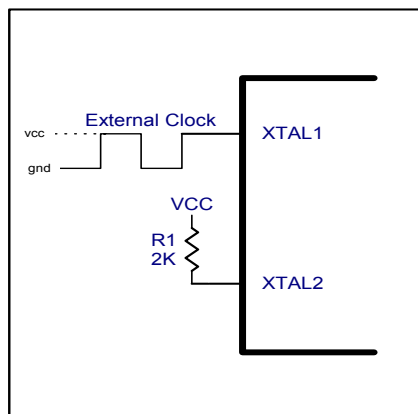 External Clock
vcc
XTAL1
gnd
VCC
R1
2K
XTAL2